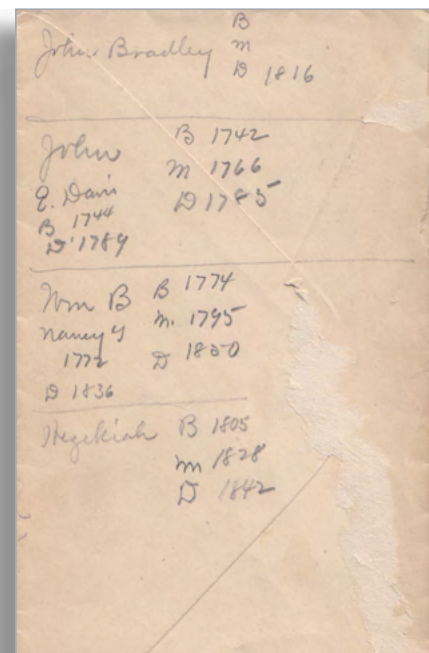 John Bradley B
M
D 1816
John B 1742
E. Davis M 1766
B 1744 D 1785
D 1789
Wm B B 1774
Nancy G M. 1795
1772 D 1850
D 1836
Hezekiah B 1805
M 1828
D 1842